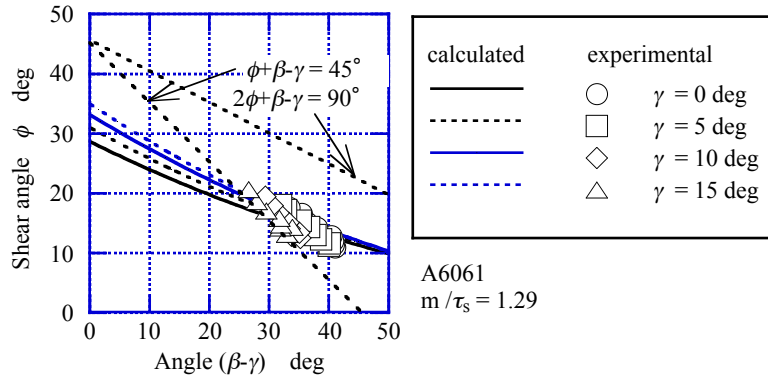 50
40
30
20
10
0
Shear angle ϕ deg
0 10 20 30 40 50
Angle (β-γ) deg
ϕ+β-γ = 45°
2ϕ+β-γ = 90°
calculated experimental
γ = 0 deg
γ = 5 deg
γ = 10 deg
γ = 15 deg
A6061
m /τs = 1.29